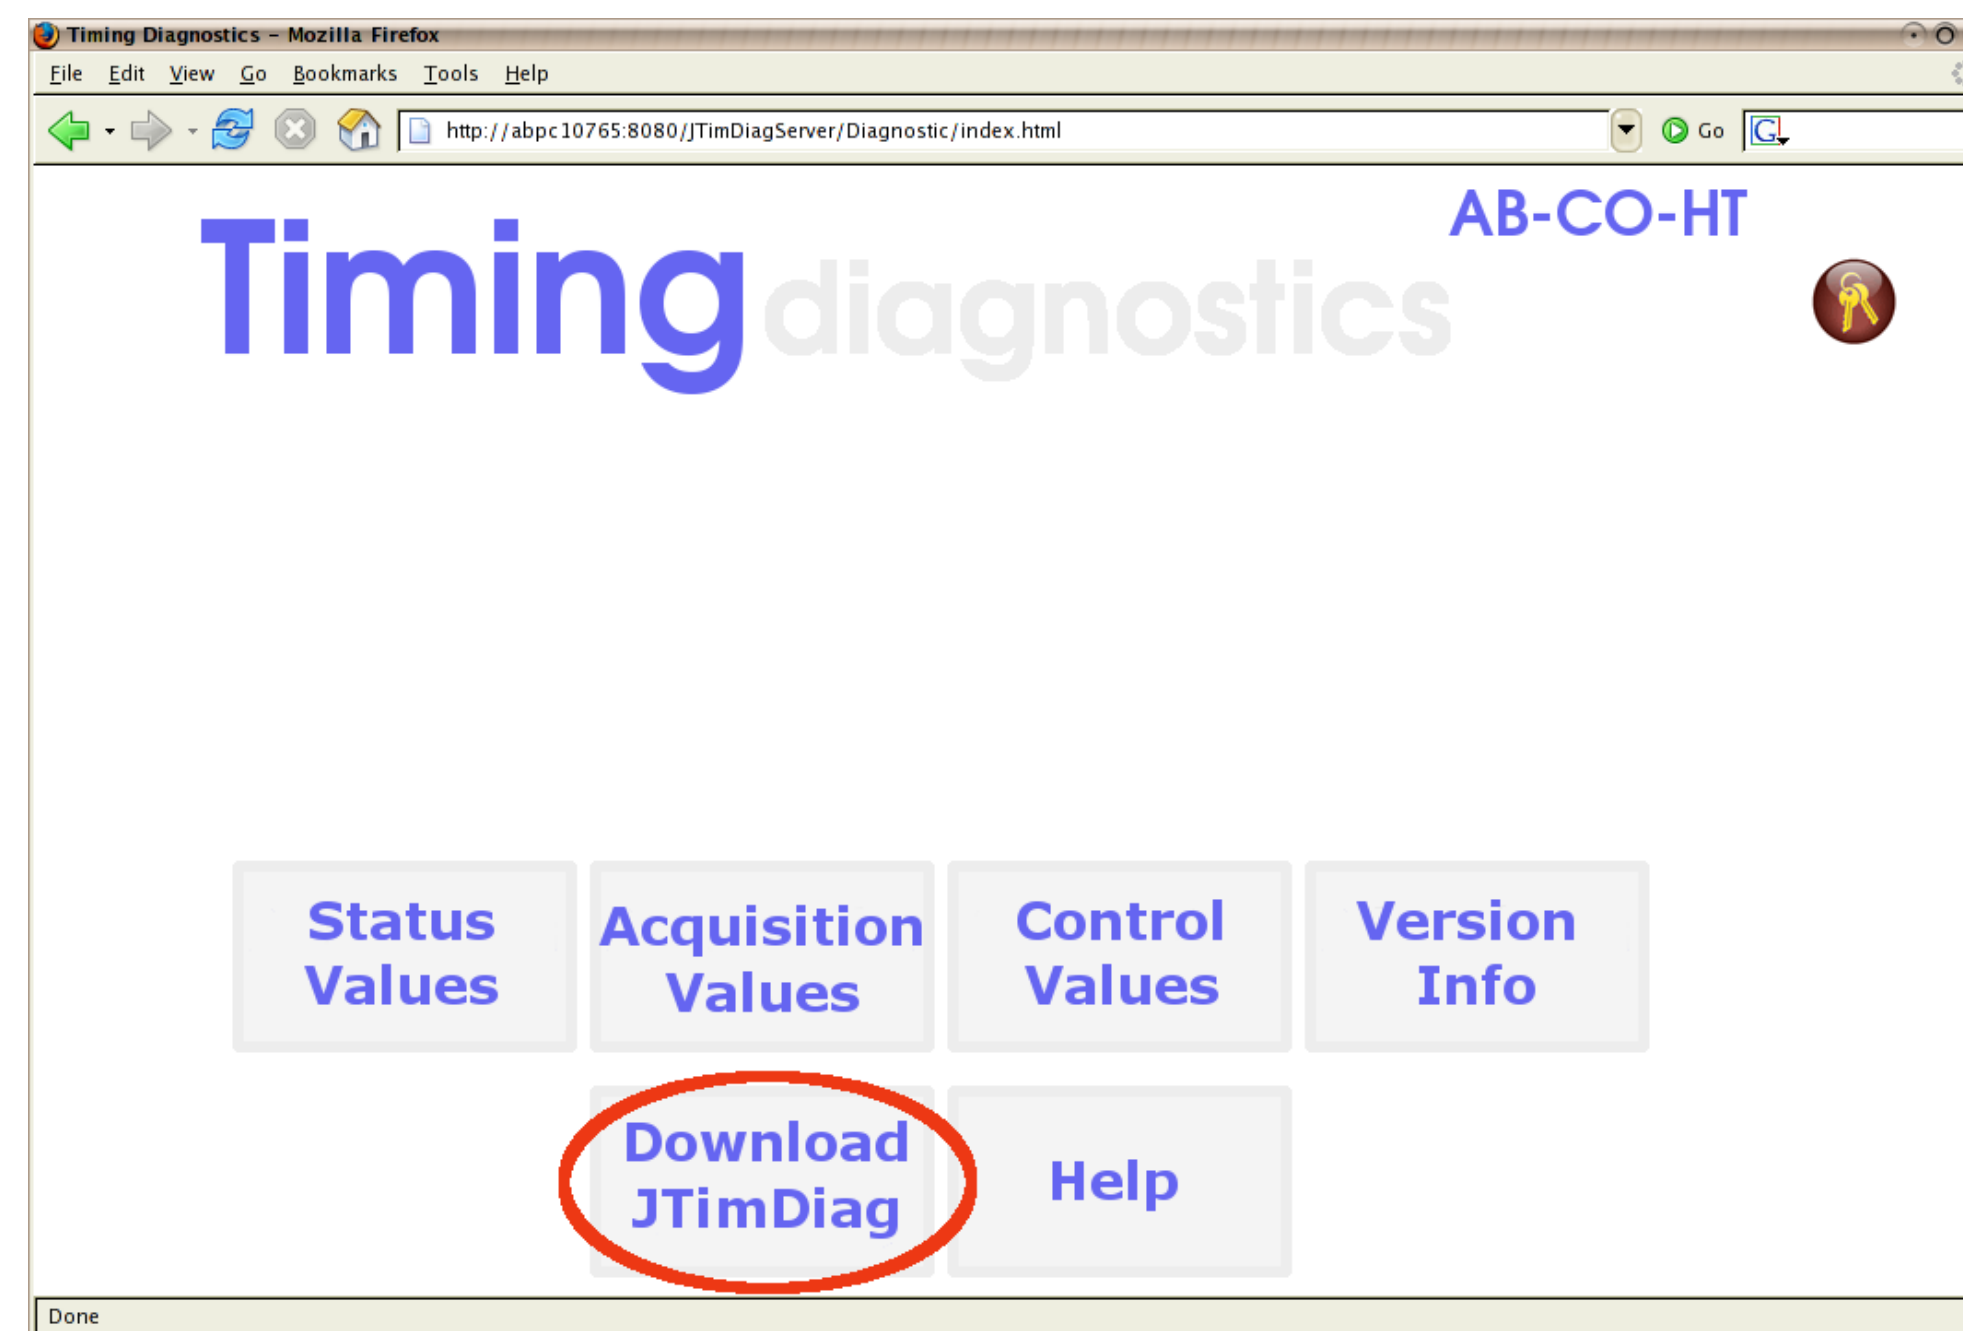 Timing Diagnostics - Mozilla Firefox
File Edit View Go Bookmarks Tools Help
http://abpc10765:8080/JTimDiagServer/Diagnostic/index.html
Go
G
AB-CO-HT
Timing diagnostics
Status
Values
Acquisition
Values
Control
Values
Version
Info
Download
JTimDiag
Help
Done